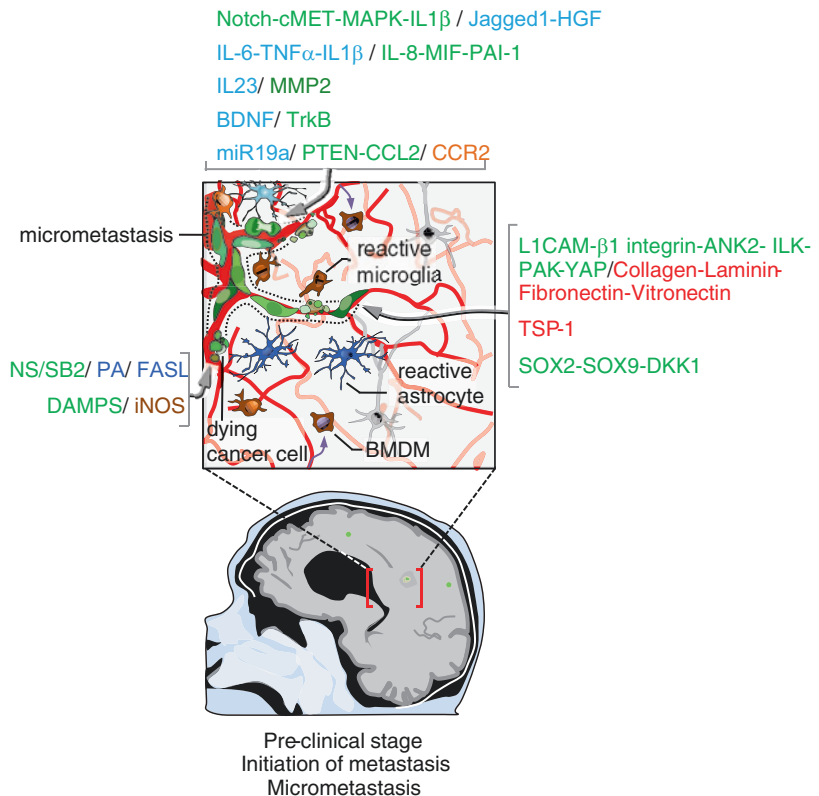 Notch-cMET-MAPK-IL1β / Jagged1-HGF
IL-6-TNFα-IL1β / IL-8-MIF-PAI-1
IL23/ MMP2
BDNF/ TrkB
miR19a/ PTEN-CCL2/ CCR2
micrometastasis
reactive
microglia
L1CAM-β1 integrin-ANK2- ILK-
PAK-YAP/Collagen-Laminin-
Fibronectin-Vitronectin
TSP-1
SOX2-SOX9-DKK1
NS/SB2/ PA/ FASL
DAMPS/ iNOS
reactive
astrocyte
dying
cancer cell
BMDM
Pre-clinical stage
Initiation of metastasis
Micrometastasis